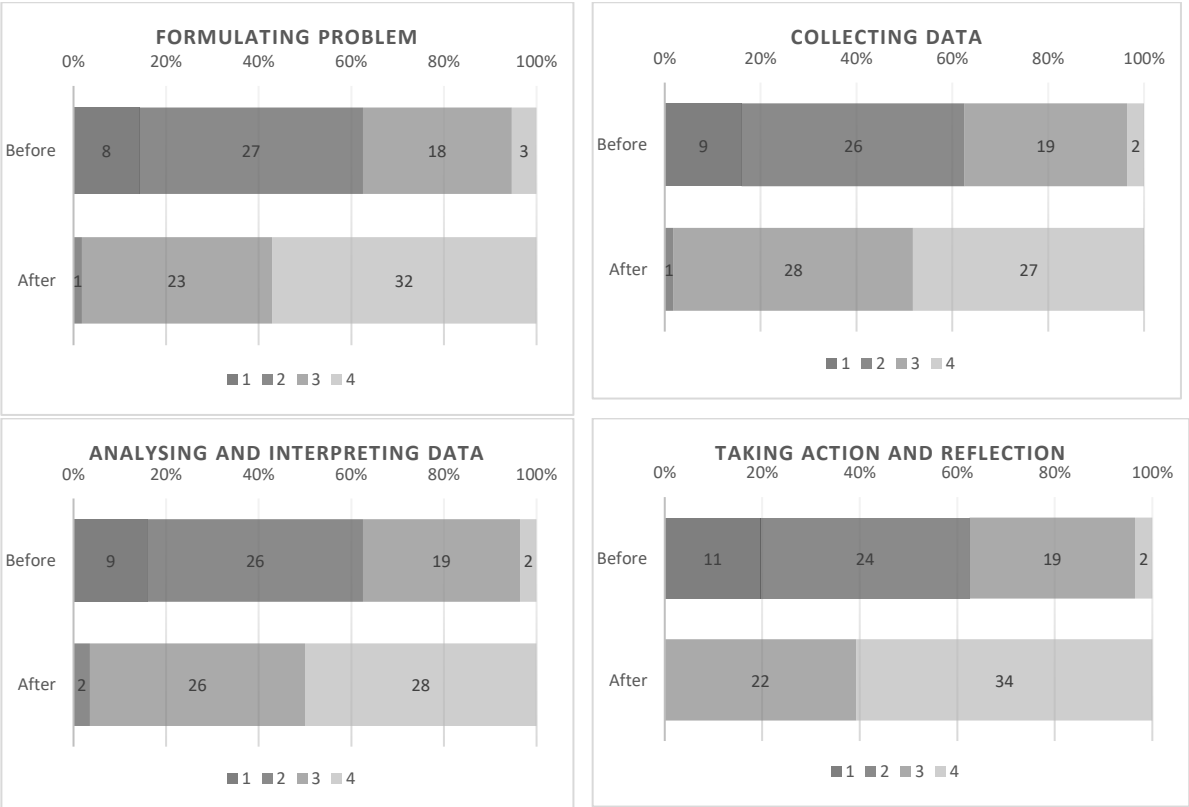 FORMULATING PROBLEM
0% 20% 40% 60% 80% 100%
Before 8 27 18 3
After 1 23 32
1 2 3 4
COLLECTING DATA
0% 20% 40% 60% 80% 100%
Before 9 26 19 2
After 1 28 27
1 2 3 4
ANALYSING AND INTERPRETING DATA
0% 20% 40% 60% 80% 100%
Before 9 26 19 2
After 2 26 28
1 2 3 4
TAKING ACTION AND REFLECTION
0% 20% 40% 60% 80% 100%
Before 11 24 19 2
After 22 34
1 2 3 4